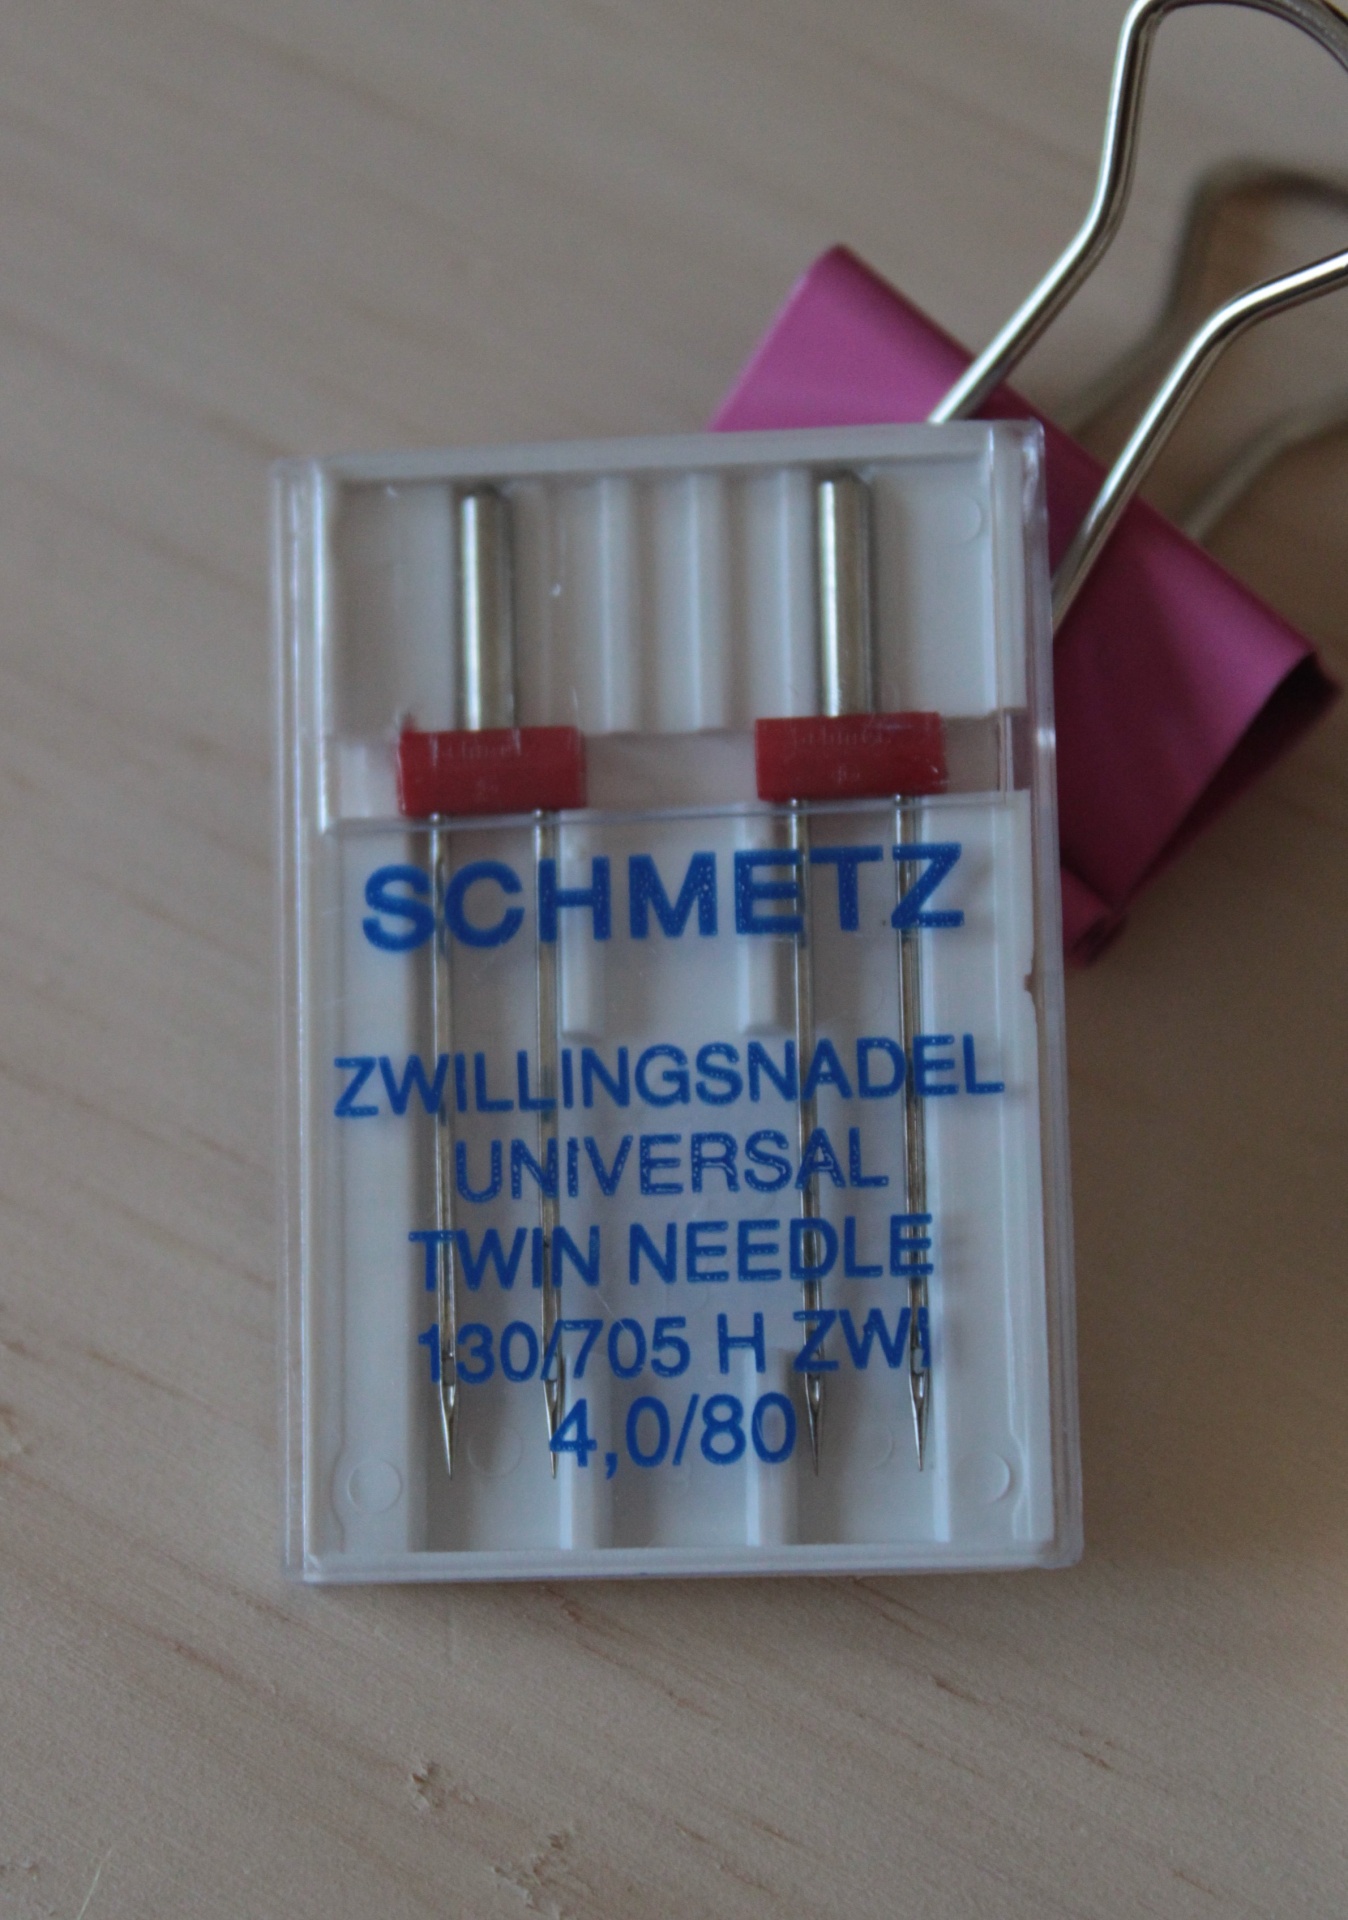 SCHMETZ
ZWILLINGSNADEL
UNIVERSAL
TWIN NEEDLE
130/705 H ZWI
4,0/80